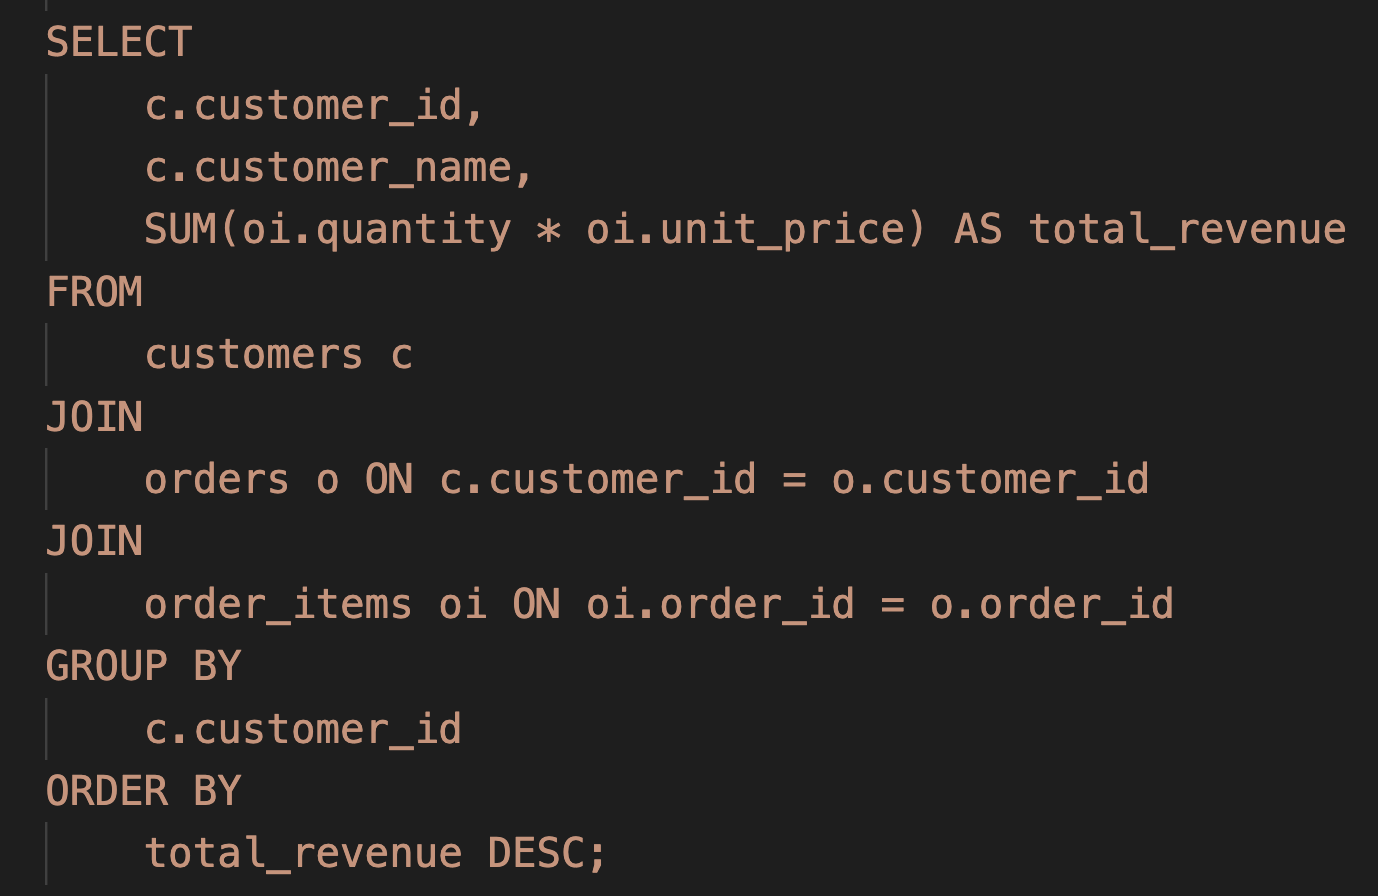 SELECT
    c.customer_id,
    c.customer_name,
    SUM(oi.quantity * oi.unit_price) AS total_revenue
FROM
    customers c
JOIN
    orders o ON c.customer_id = o.customer_id
JOIN
    order_items oi ON oi.order_id = o.order_id
GROUP BY
    c.customer_id
ORDER BY
    total_revenue DESC;